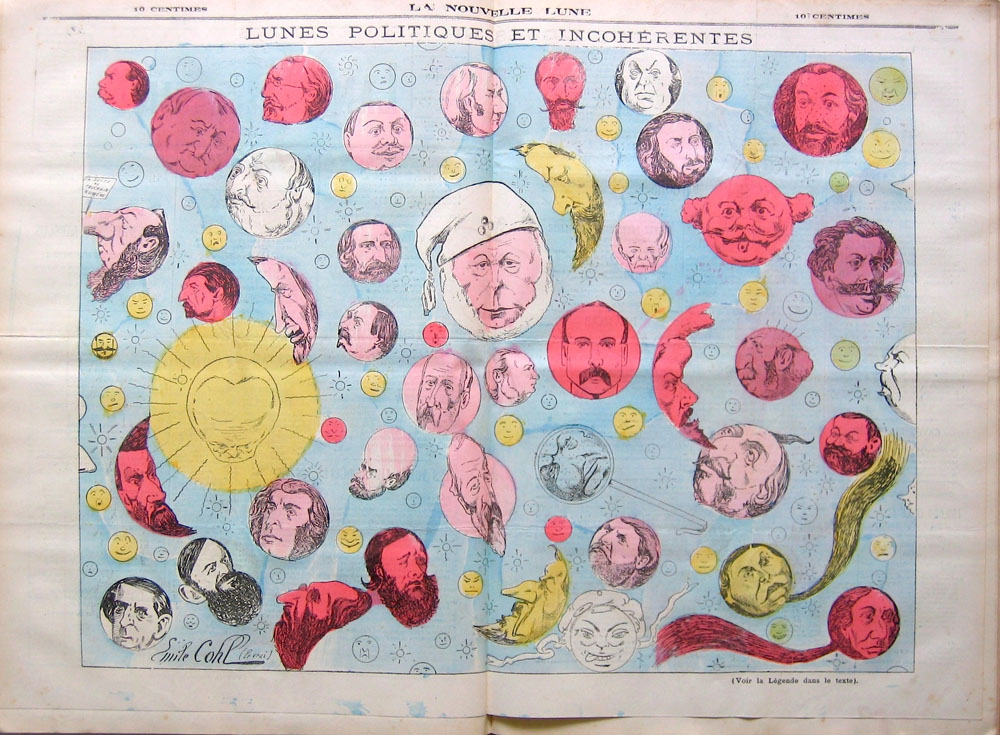 10 CENTIMES
LA NOUVELLE LUNE
10 CENTIMES
LUNES POLITIQUES ET INCOHÉRENTES
Emile Cohl
(Voir la Légende dans le texte).